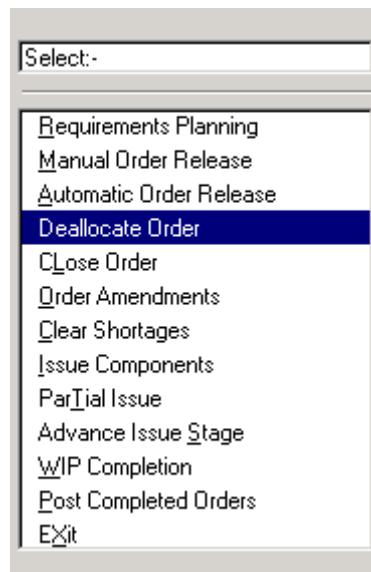 Select:-
Requirements Planning
Manual Order Release
Automatic Order Release
Deallocate Order
CLose Order
Order Amendments
Clear Shortages
Issue Components
ParTial Issue
Advance Issue Stage
WIP Completion
Post Completed Orders
EXit